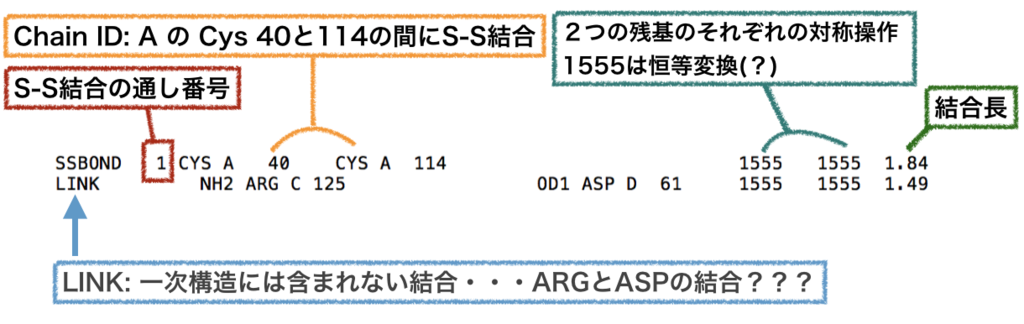 Chain ID: A の Cys 40と114の間にS-S結合
２つの残基のそれぞれの対称操作
1555は恒等変換(？)
S-S結合の通し番号
結合長
SSBOND 1 CYS A 40 CYS A 114 1555 1555 1.84
LINK NH2 ARG C 125 OD1 ASP D 61 1555 1555 1.49
LINK: 一次構造には含まれない結合・・・ARGとASPの結合？？？